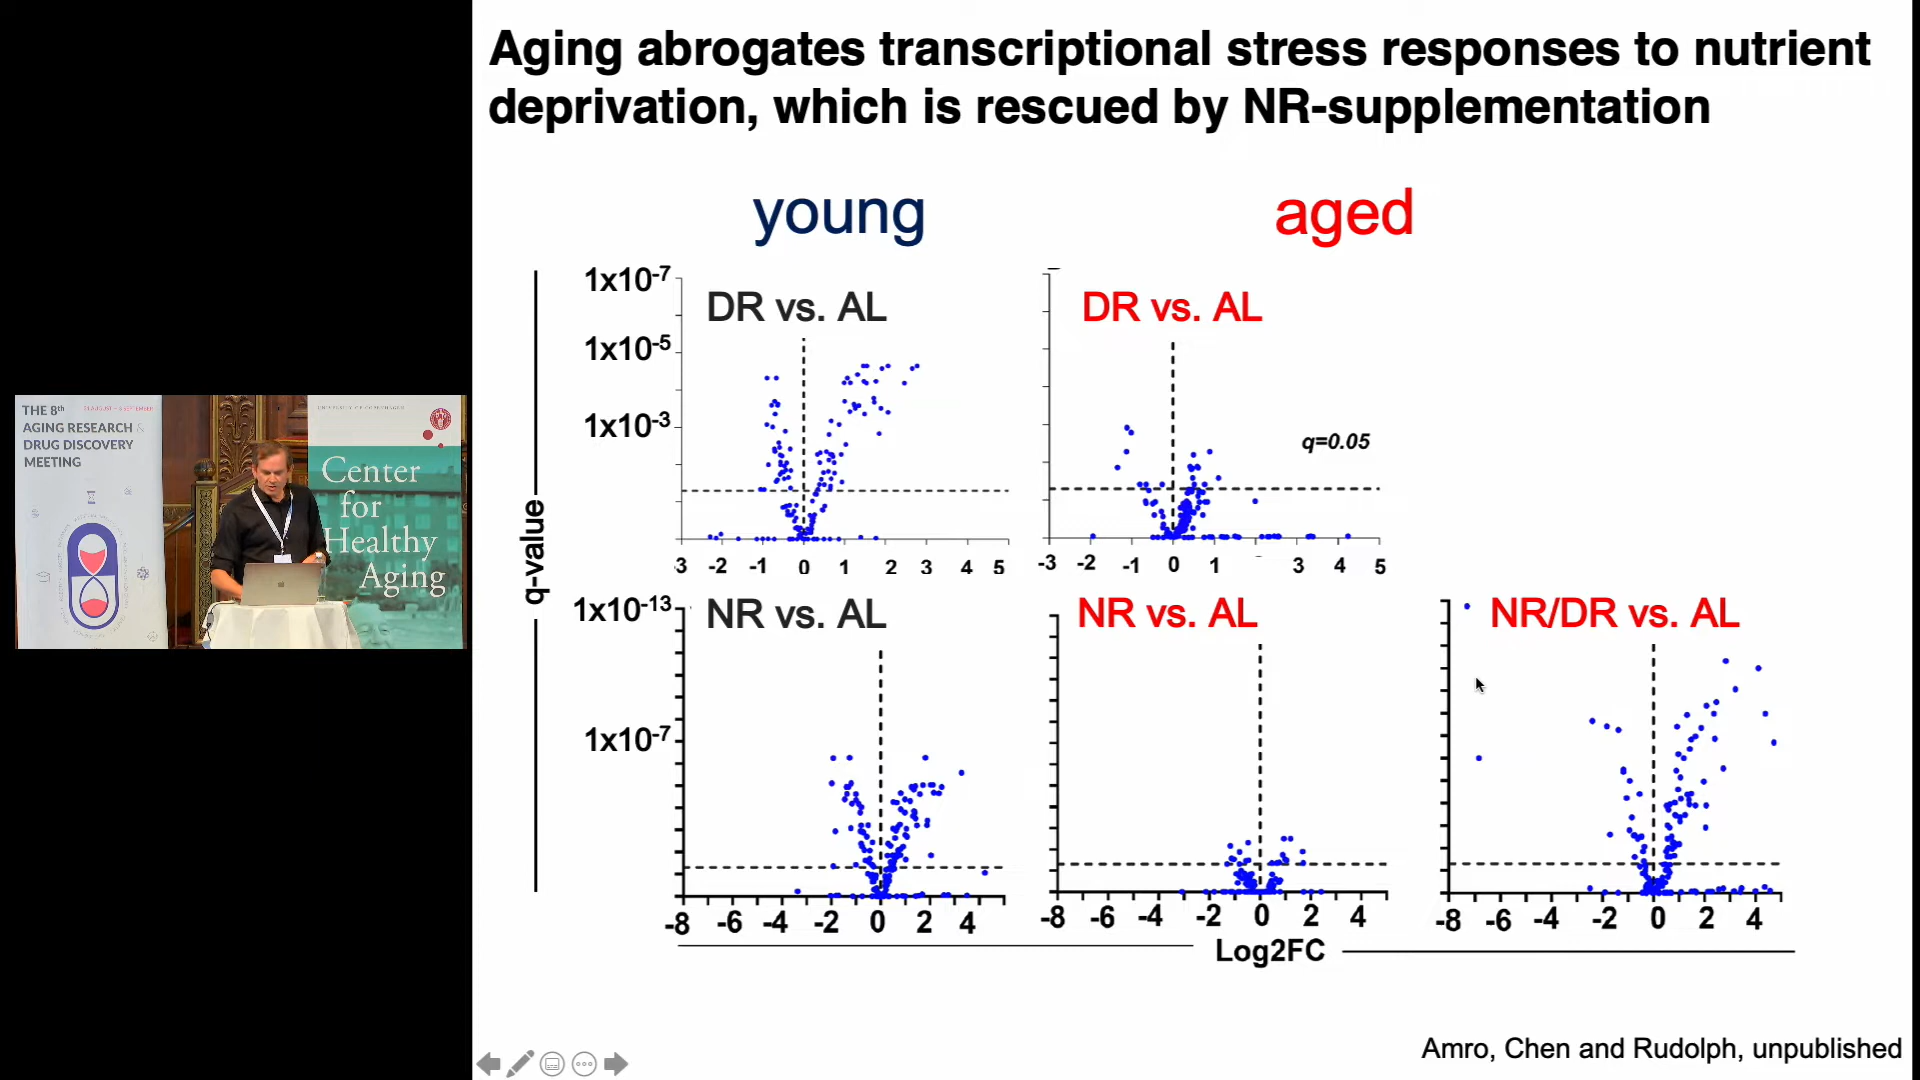 Aging abrogates transcriptional stress responses to nutrient
deprivation, which is rescued by NR-supplementation
young
aged
1x10-7
1x10-5
1x10-3
DR vs. AL
DR vs. AL
q=0.05
-3 -2 -1 0 1 2 3 4 5
-3 -2 -1 0 1 3 4 5
q-value
1x10-13
1x10-7
NR vs. AL
NR vs. AL
NR/DR vs. AL
-8 -6 -4 -2 0 2 4
-8 -6 -4 -2 0 2 4
-8 -6 -4 -2 0 2 4
Log2FC
Amro, Chen and Rudolph, unpublished
THE 8th
AGING RESEARCH &
DRUG DISCOVERY
MEETING
UNIVERSITY OF COPENHAGEN
Center
for
Healthy
Aging